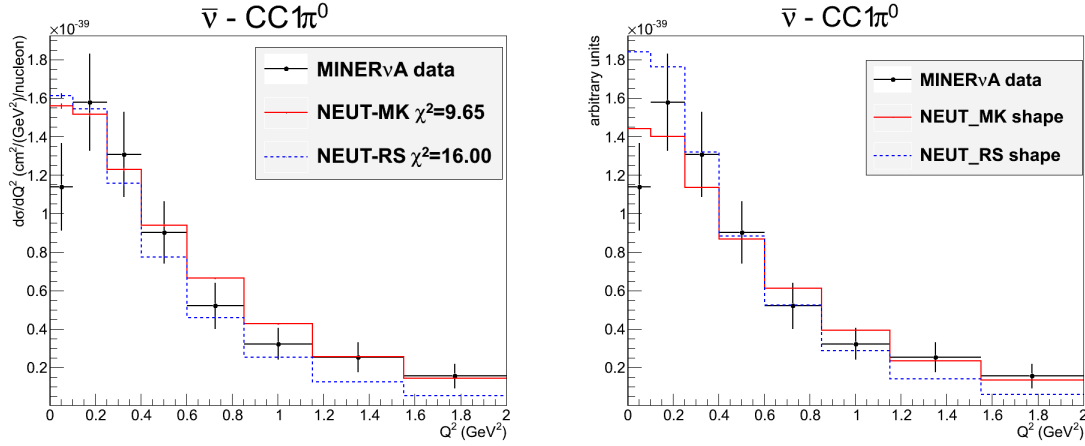 ν̅ - CC1π⁰
×10⁻³⁹
dσ/dQ² (cm²/(GeV²)/nucleon)
1.8
1.6
1.4
1.2
1
0.8
0.6
0.4
0.2
MINERνA data
NEUT-MK χ²=9.65
NEUT-RS χ²=16.00
0 0.2 0.4 0.6 0.8 1 1.2 1.4 1.6 1.8 2
Q² (GeV²)
ν̅ - CC1π⁰
×10⁻³⁹
arbitrary units
1.8
1.6
1.4
1.2
1
0.8
0.6
0.4
0.2
MINERνA data
NEUT_MK shape
NEUT_RS shape
0 0.2 0.4 0.6 0.8 1 1.2 1.4 1.6 1.8 2
Q² (GeV²)